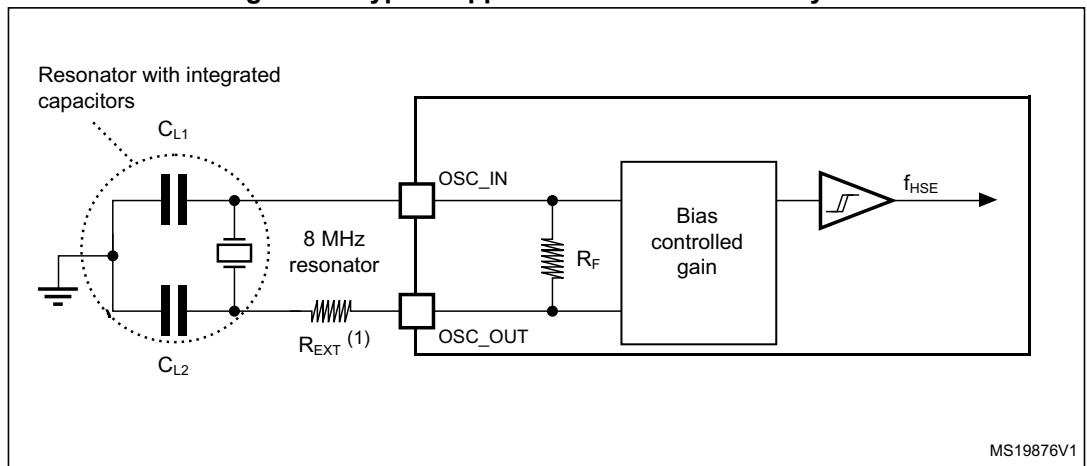 Resonator with integrated
capacitors
CL1
OSC_IN
fHSE
8 MHz
resonator
RF
Bias
controlled
gain
REXT (1)
OSC_OUT
CL2
MS19876V1